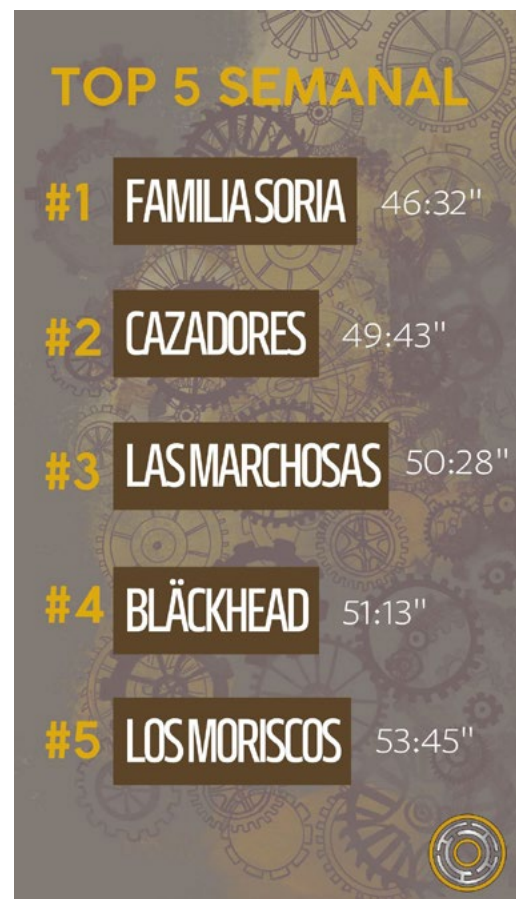 TOP 5 SEMANAL
#1 FAMILIA SORIA 46:32"
#2 CAZADORES 49:43"
#3 LAS MARCHOSAS 50:28"
#4 BLÄCKHEAD 51:13"
#5 LOS MORISCOS 53:45"